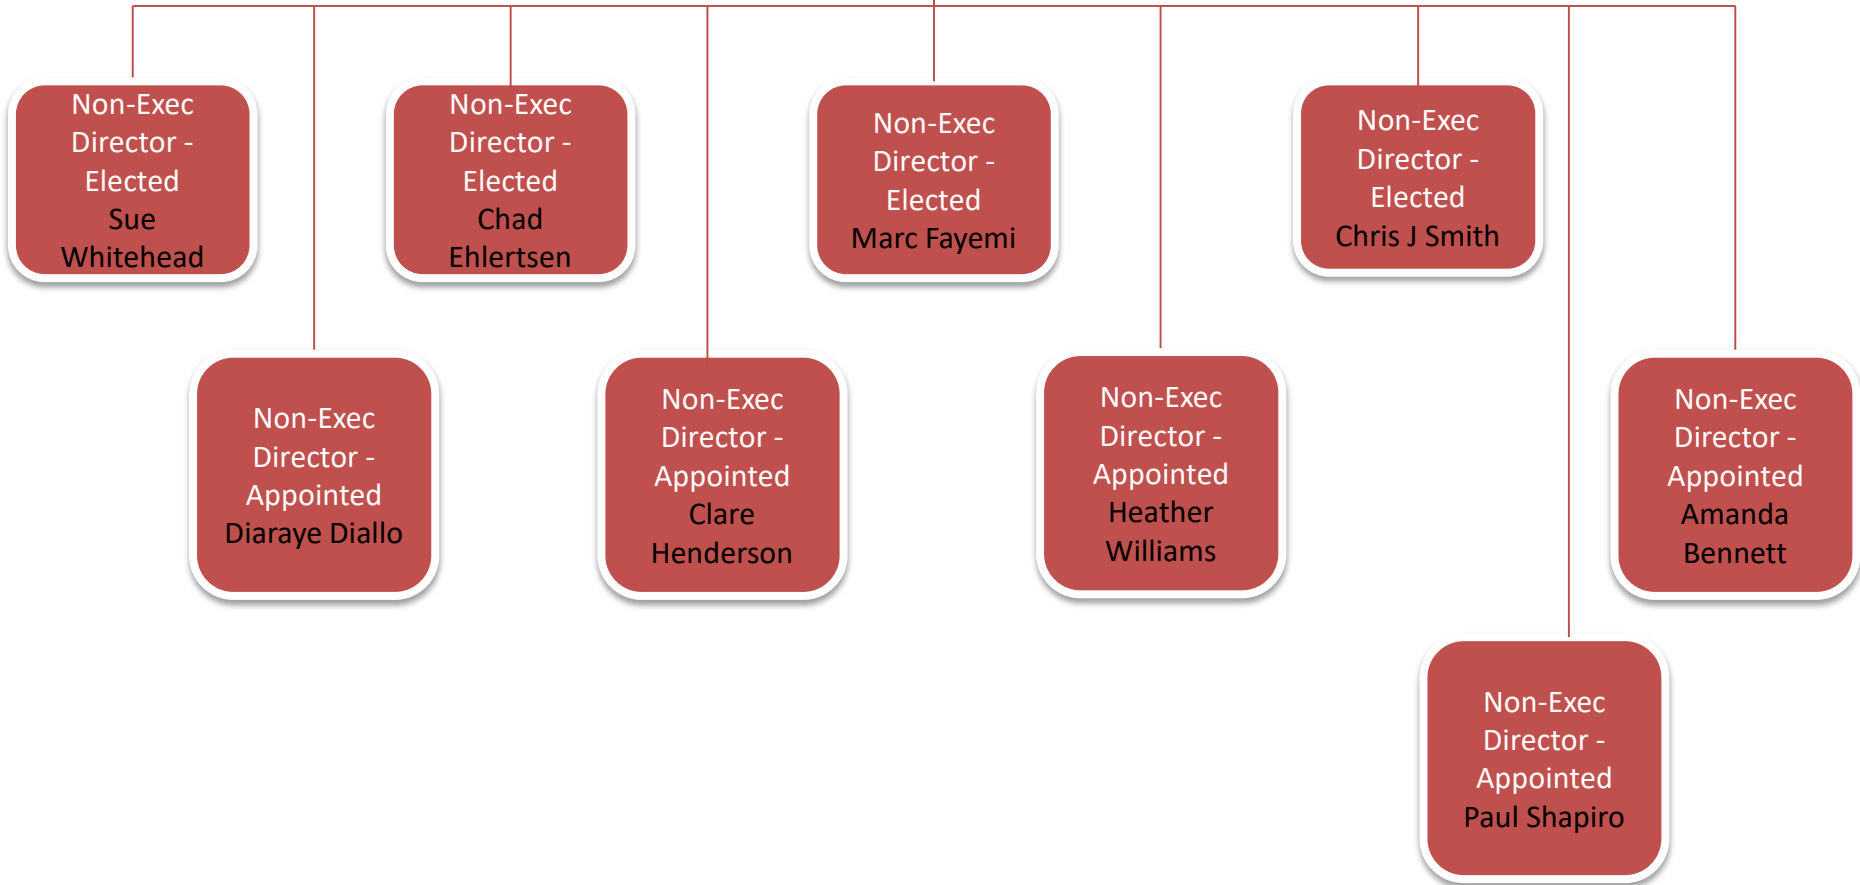 Non-Exec
Director -
Elected
Sue
Whitehead
Non-Exec
Director -
Elected
Chad
Ehlertsen
Non-Exec
Director -
Elected
Marc Fayemi
Non-Exec
Director -
Elected
Chris J Smith
Non-Exec
Director -
Appointed
Diaraye Diallo
Non-Exec
Director -
Appointed
Clare
Henderson
Non-Exec
Director -
Appointed
Heather
Williams
Non-Exec
Director -
Appointed
Amanda
Bennett
Non-Exec
Director -
Appointed
Paul Shapiro